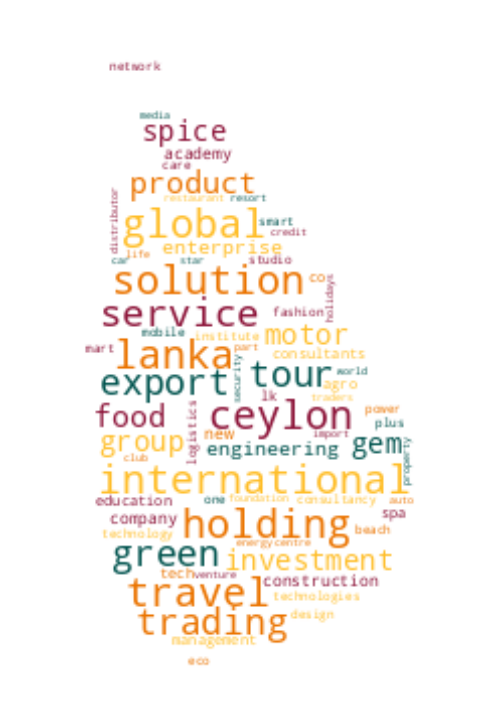 network
media
spice
academy
care
product
restaurant resort
distributor
global smart
credit
enterprise
life
car star studio
solution co
holidays
service fashion
mobile institute motor
mart lanka part consultants
security
export tour world
agro
lk traders
food ceylon power
plus
logistics
new import
group engineering gem
property
club
international
education one foundation consultancy auto
company holding spa
technology beach
energy centre
green investment
tech venture construction
travel technologies
trading design
management
eco